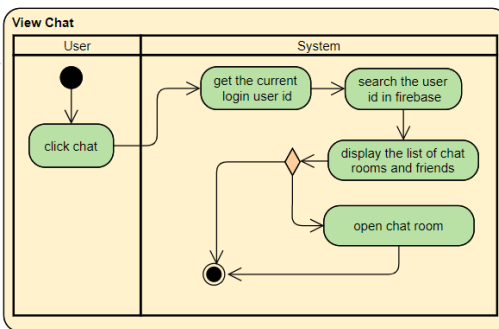 View Chat
User
System
click chat
get the current
login user id
search the user
id in firebase
display the list of chat
rooms and friends
open chat room